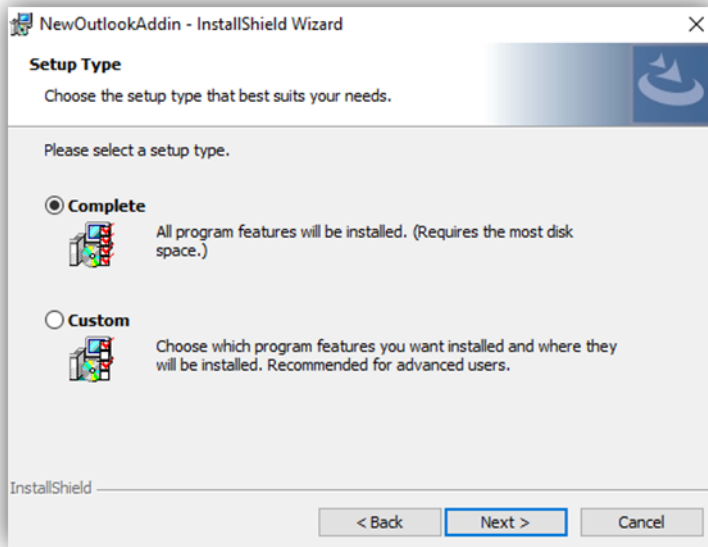 NewOutlookAddin - InstallShield Wizard
Setup Type
Choose the setup type that best suits your needs.
Please select a setup type.
Complete
All program features will be installed. (Requires the most disk
space.)
Custom
Choose which program features you want installed and where they
will be installed. Recommended for advanced users.
InstallShield
< Back
Next >
Cancel